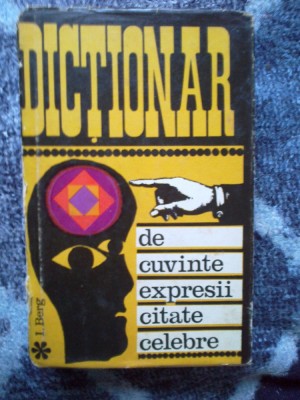 DICȚIONAR
de
cuvinte
expresii
citate
celebre
I. Berg